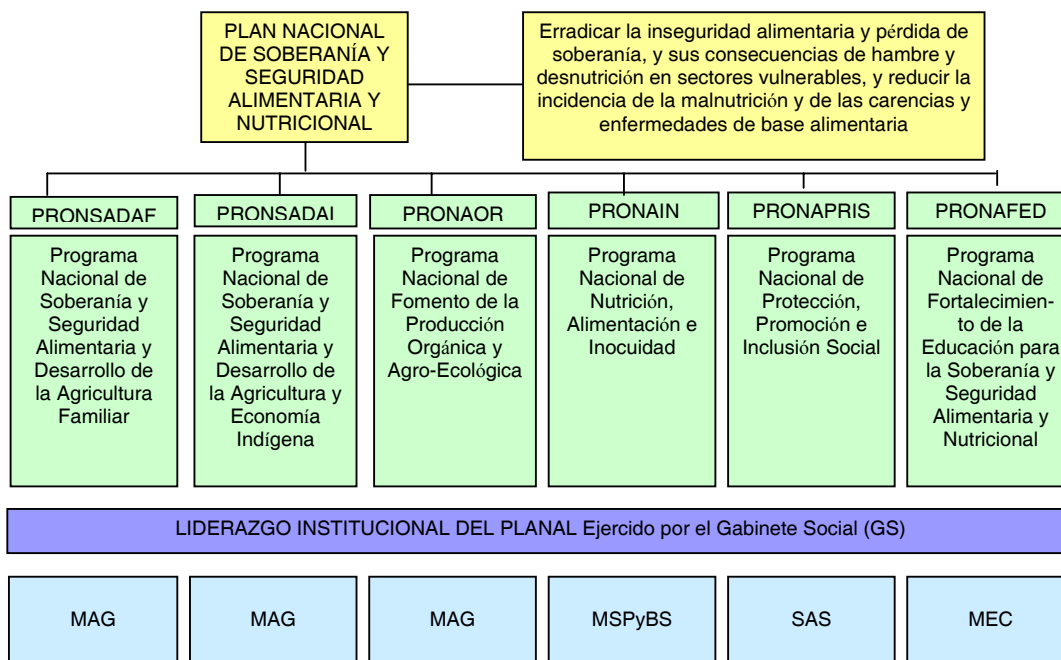 PLAN NACIONAL
DE SOBERANÍA Y
SEGURIDAD
ALIMENTARIA Y
NUTRICIONAL
Erradicar la inseguridad alimentaria y pérdida de
soberanía, y sus consecuencias de hambre y
desnutrición en sectores vulnerables, y reducir la
incidencia de la malnutrición y de las carencias y
enfermedades de base alimentaria
PRONSADAF
Programa
Nacional de
Soberanía y
Seguridad
Alimentaria y
Desarrollo de
la Agricultura
Familiar
PRONSADAI
Programa
Nacional de
Soberanía y
Seguridad
Alimentaria y
Desarrollo de
la Agricultura y
Economía
Indígena
PRONAOR
Programa
Nacional de
Fomento de la
Producción
Orgánica y
Agro-Ecológica
PRONAIN
Programa
Nacional de
Nutrición,
Alimentación e
Inocuidad
PRONAPRIS
Programa
Nacional de
Protección,
Promoción e
Inclusión Social
PRONAFED
Programa
Nacional de
Fortalecimien-
to de la
Educación para
la Soberanía y
Seguridad
Alimentaria y
Nutricional
LIDERAZGO INSTITUCIONAL DEL PLANAL Ejercido por el Gabinete Social (GS)
MAG
MAG
MAG
MSPyBS
SAS
MEC